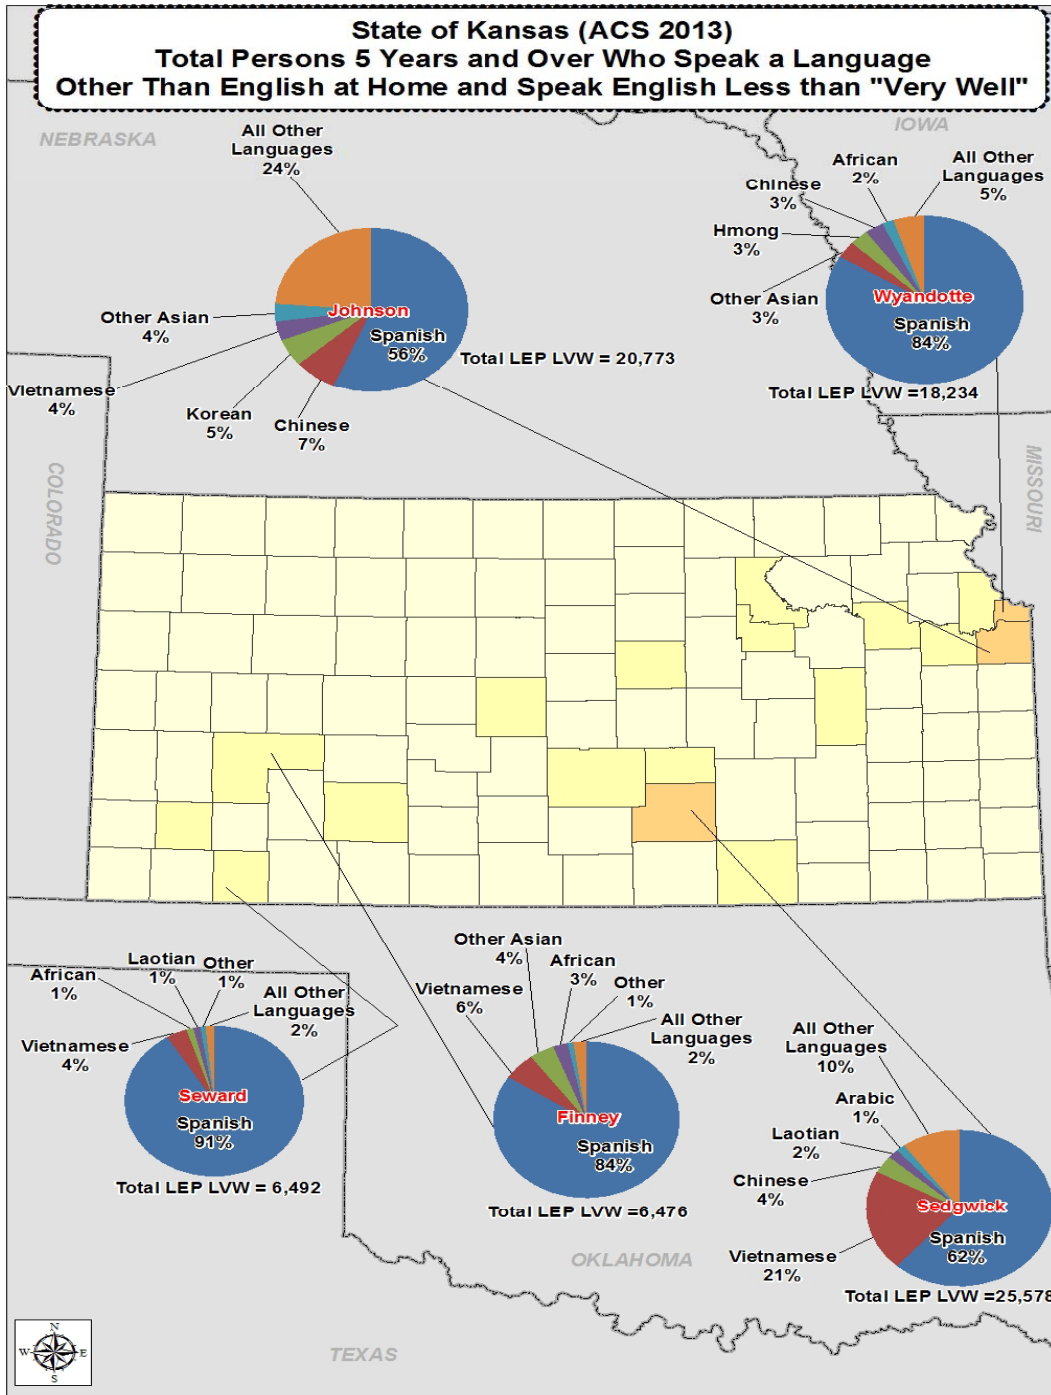 State of Kansas (ACS 2013)
Total Persons 5 Years and Over Who Speak a Language
Other Than English at Home and Speak English Less than "Very Well"
NEBRASKA
IOWA
All Other
Languages
24%
Other Asian
4%
Vietnamese
4%
Korean
5%
Chinese
7%
Johnson
Spanish
56%
Total LEP LVW = 20,773
African
2%
All Other
Languages
5%
Chinese
3%
Hmong
3%
Other Asian
3%
Wyandotte
Spanish
84%
Total LEP LVW =18,234
COLORADO
MISSOURI
African
1%
Laotian
1%
Other
1%
All Other
Languages
2%
Vietnamese
4%
Seward
Spanish
91%
Total LEP LVW = 6,492
Other Asian
4%
African
3%
Vietnamese
6%
Other
1%
All Other
Languages
2%
Finney
Spanish
84%
Total LEP LVW =6,476
All Other
Languages
10%
Arabic
1%
Laotian
2%
Chinese
4%
Vietnamese
21%
Sedgwick
Spanish
62%
Total LEP LVW =25,578
OKLAHOMA
TEXAS
N
W
E
S